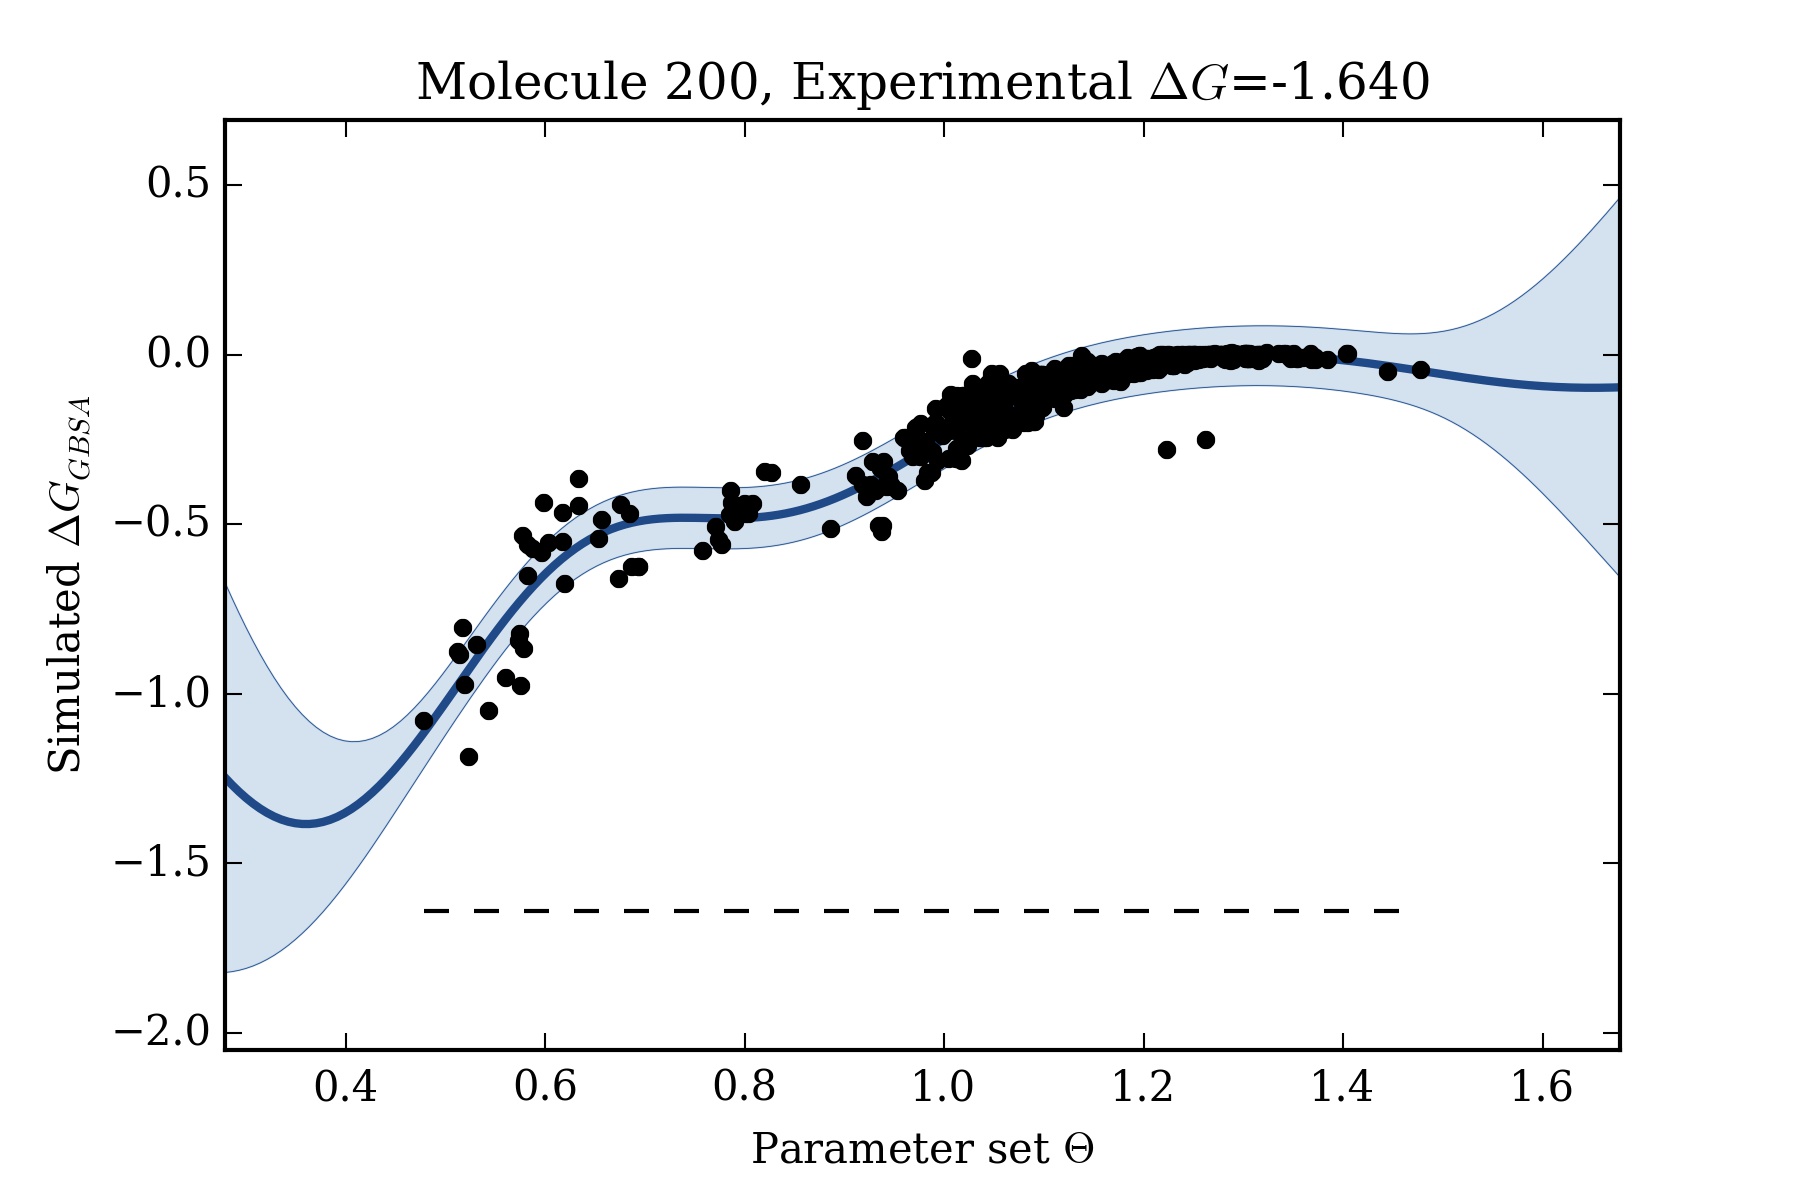 Molecule 200, Experimental ΔG=-1.640
Simulated ΔG_GBSA
0.5
0.0
−0.5
−1.0
−1.5
−2.0
0.4 0.6 0.8 1.0 1.2 1.4 1.6
Parameter set Θ